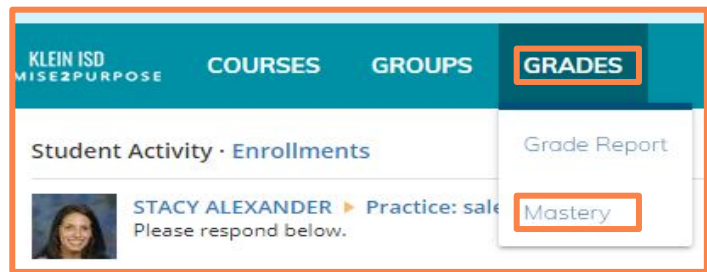 KLEIN ISD
MISE2PURPOSE
COURSES
GROUPS
GRADES
Student Activity · Enrollments
Grade Report
STACY ALEXANDER ▸ Practice: sale
Mastery
Please respond below.